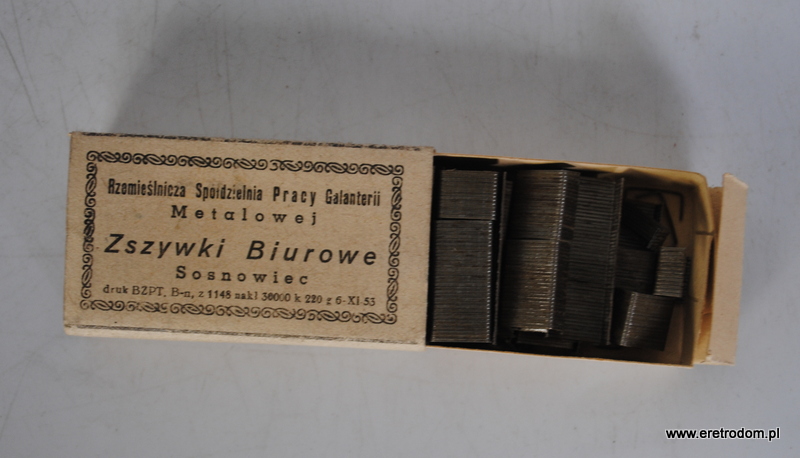 Rzemieślnicza Spółdzielnia Pracy Galanterii
Metalowej
Zszywki Biurowe
Sosnowiec
druk BZPT, B-n, z 1148 nakl 36000 k 220 g 6-XI-53
www.eretrodom.pl